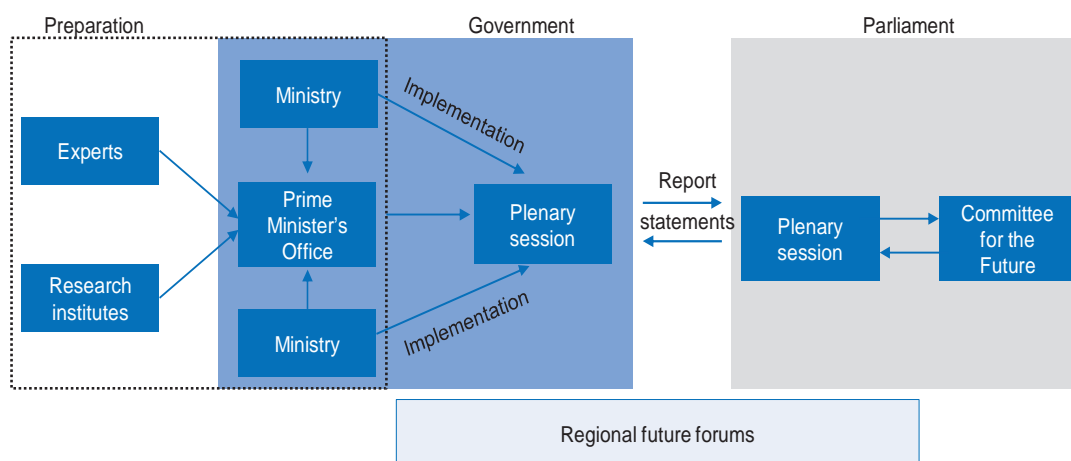 Preparation
Government
Parliament
Ministry
Implementation
Experts
Prime
Minister's
Office
Plenary
session
Report
statements
Plenary
session
Committee
for the
Future
Research
institutes
Ministry
Implementation
Regional future forums